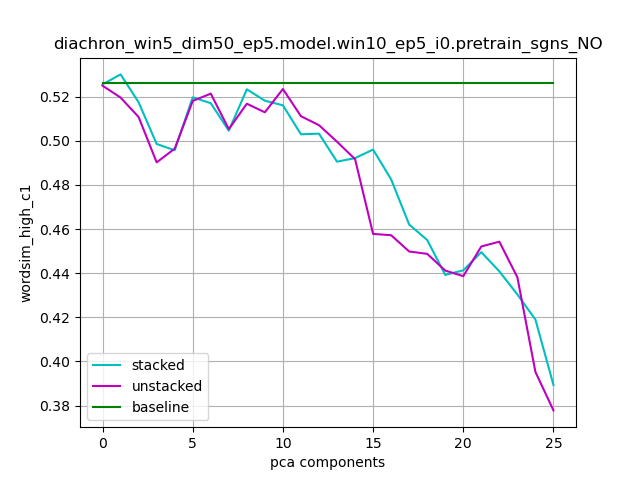 diachron_win5_dim50_ep5.model.win10_ep5_i0.pretrain_sgns_NO
0.52
0.50
0.48
0.46
0.44
0.42
0.40
0.38
wordsim_high_c1
stacked
unstacked
baseline
0 5 10 15 20 25
pca components